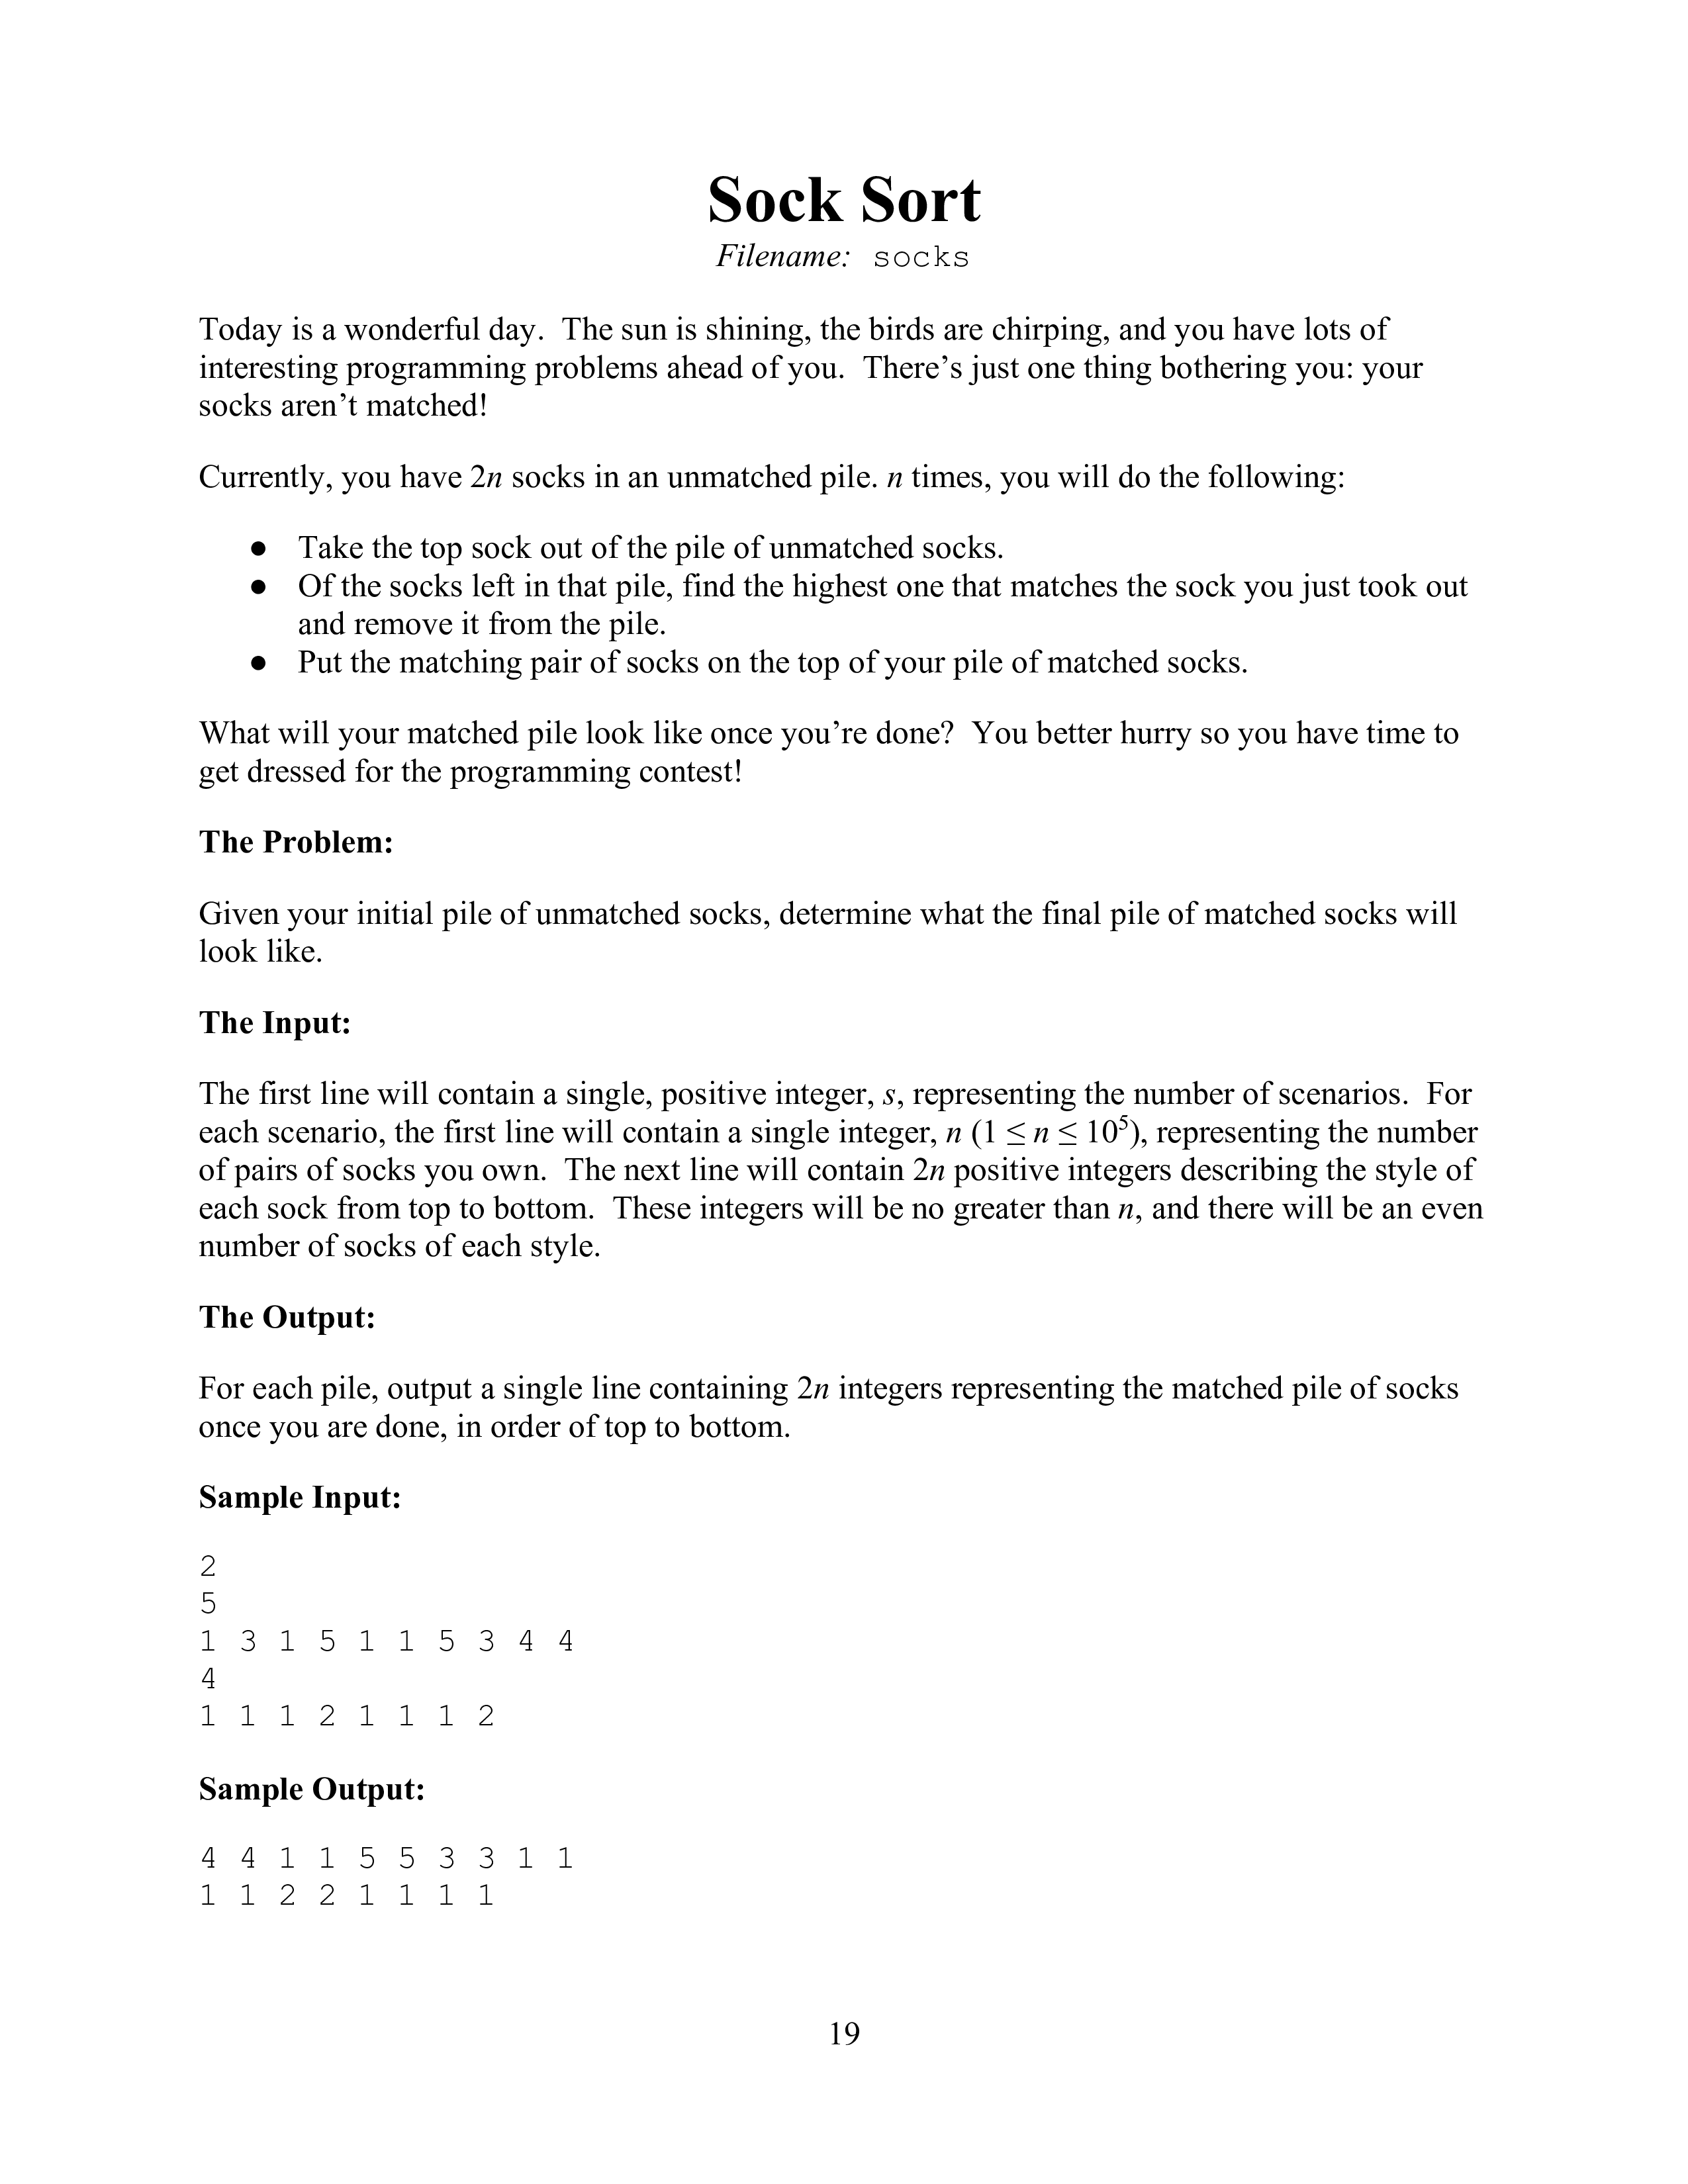 Sock Sort
Filename: socks
Today is a wonderful day. The sun is shining, the birds are chirping, and you have lots of
interesting programming problems ahead of you. There’s just one thing bothering you: your
socks aren’t matched!
Currently, you have 2n socks in an unmatched pile. n times, you will do the following:
● Take the top sock out of the pile of unmatched socks.
● Of the socks left in that pile, find the highest one that matches the sock you just took out
and remove it from the pile.
● Put the matching pair of socks on the top of your pile of matched socks.
What will your matched pile look like once you’re done? You better hurry so you have time to
get dressed for the programming contest!
The Problem:
Given your initial pile of unmatched socks, determine what the final pile of matched socks will
look like.
The Input:
The first line will contain a single, positive integer, s, representing the number of scenarios. For
each scenario, the first line will contain a single integer, n (1 ≤ n ≤ 10⁵), representing the number
of pairs of socks you own. The next line will contain 2n positive integers describing the style of
each sock from top to bottom. These integers will be no greater than n, and there will be an even
number of socks of each style.
The Output:
For each pile, output a single line containing 2n integers representing the matched pile of socks
once you are done, in order of top to bottom.
Sample Input:
2
5
1 3 1 5 1 1 5 3 4 4
4
1 1 1 2 1 1 1 2
Sample Output:
4 4 1 1 5 5 3 3 1 1
1 1 2 2 1 1 1 1
19